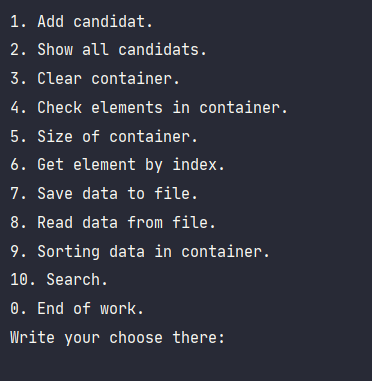 1. Add candidat.
2. Show all candidats.
3. Clear container.
4. Check elements in container.
5. Size of container.
6. Get element by index.
7. Save data to file.
8. Read data from file.
9. Sorting data in container.
10. Search.
0. End of work.
Write your choose there: